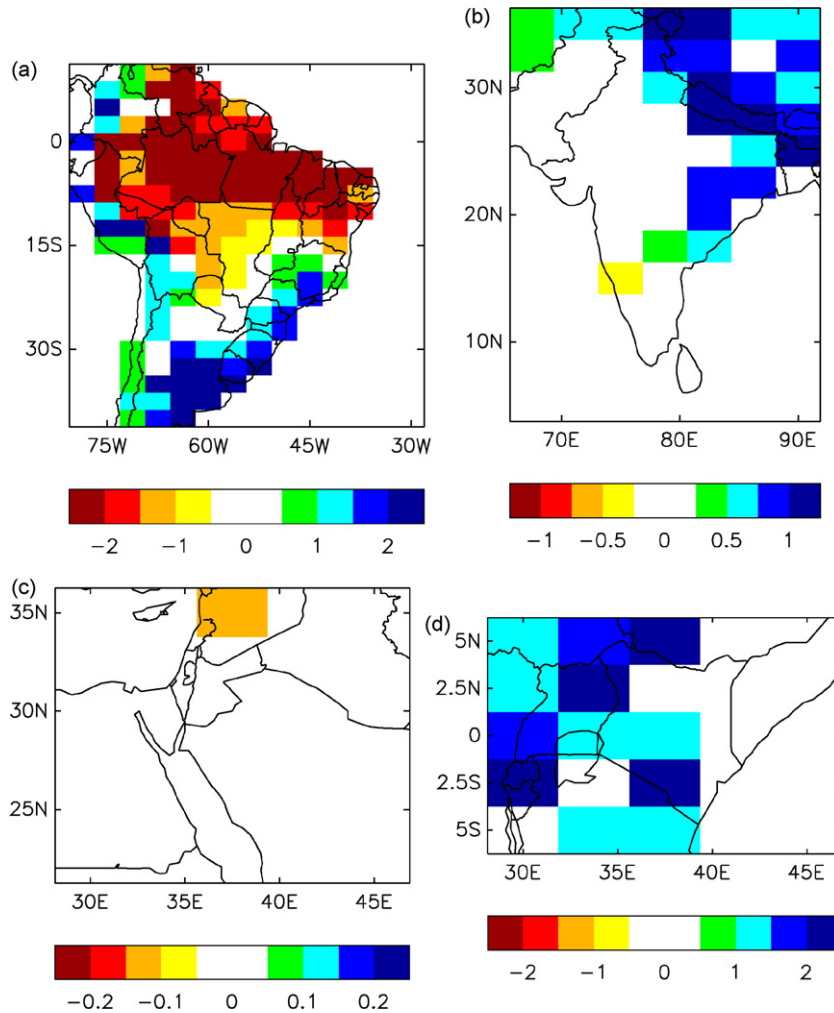 (a)
0
15S
30S
75W 60W 45W 30W
−2 −1 0 1 2
(b)
30N
20N
10N
70E 80E 90E
−1 −0.5 0 0.5 1
(c)
35N
30N
25N
30E 35E 40E 45E
−0.2 −0.1 0 0.1 0.2
(d)
5N
2.5N
0
2.5S
5S
30E 35E 40E 45E
−2 −1 0 1 2